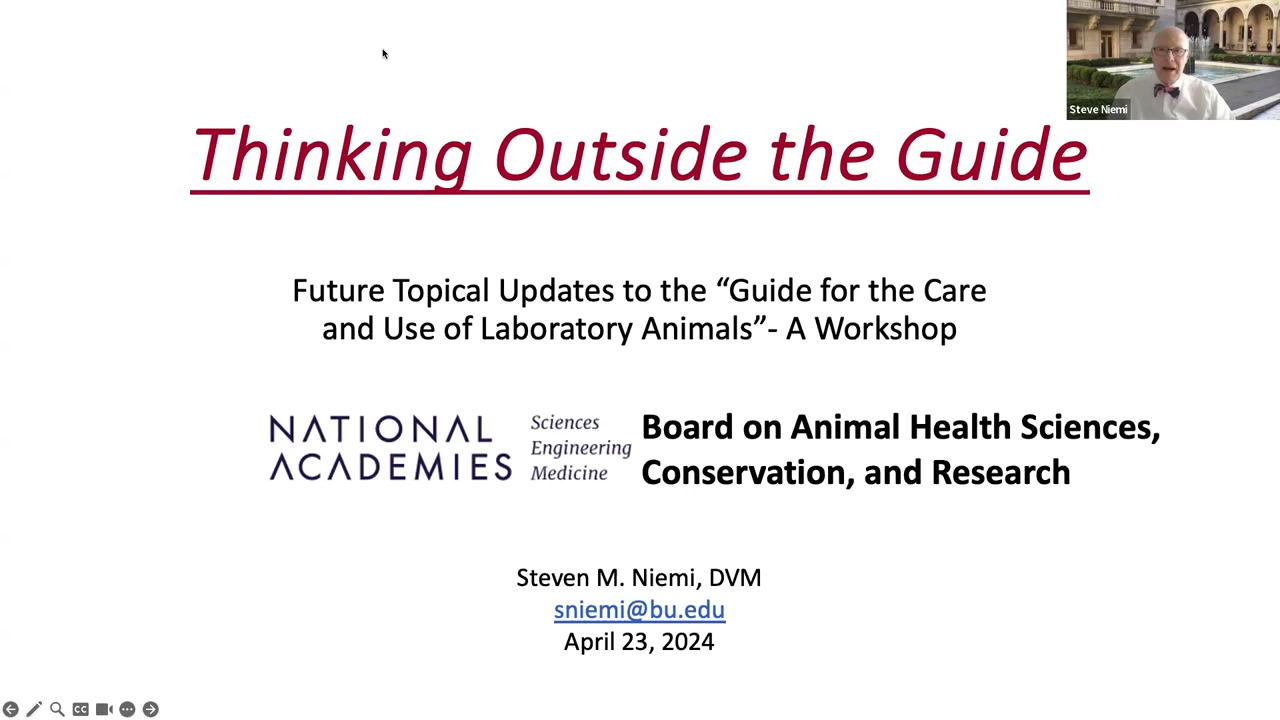 Steve Niemi
Thinking Outside the Guide
Future Topical Updates to the “Guide for the Care
and Use of Laboratory Animals”- A Workshop
NATIONAL
ACADEMIES
Sciences
Engineering
Medicine
Board on Animal Health Sciences,
Conservation, and Research
Steven M. Niemi, DVM
sniemi@bu.edu
April 23, 2024
CC